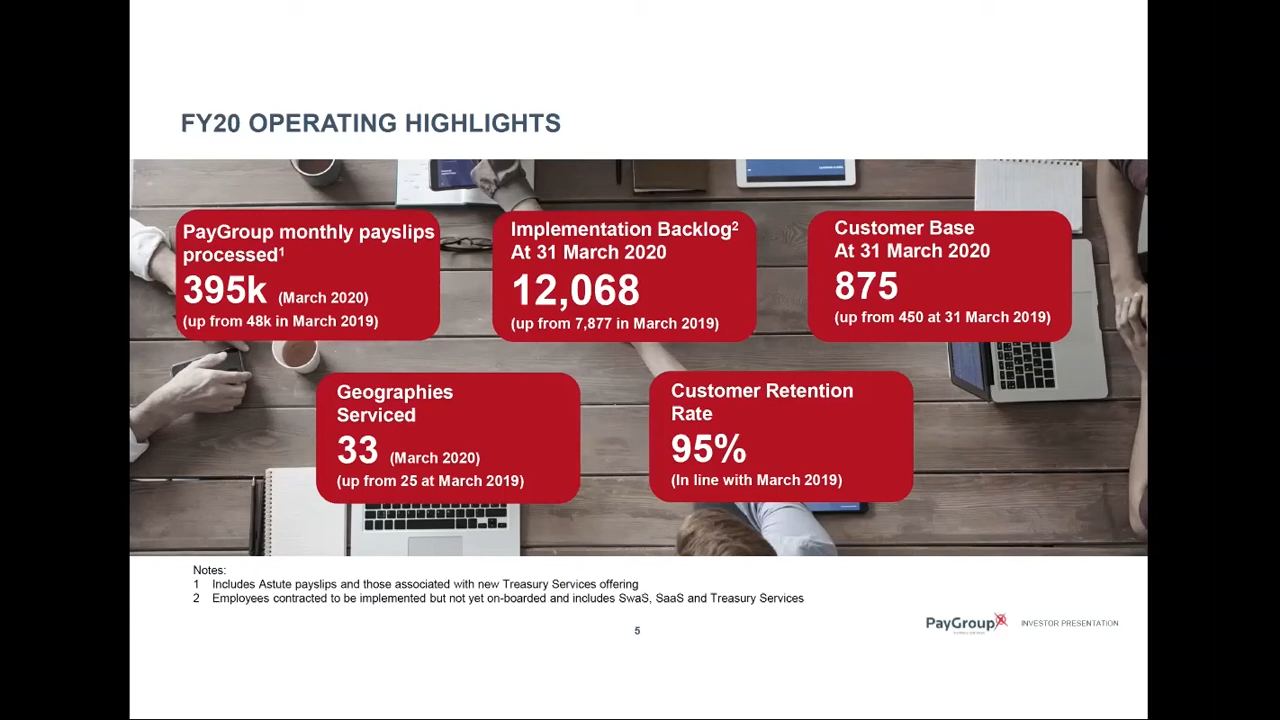 FY20 OPERATING HIGHLIGHTS
PayGroup monthly payslips
processed¹
395k (March 2020)
(up from 48k in March 2019)
Implementation Backlog²
At 31 March 2020
12,068
(up from 7,877 in March 2019)
Customer Base
At 31 March 2020
875
(up from 450 at 31 March 2019)
Geographies
Serviced
33 (March 2020)
(up from 25 at March 2019)
Customer Retention
Rate
95%
(In line with March 2019)
Notes:
1 Includes Astute payslips and those associated with new Treasury Services offering
2 Employees contracted to be implemented but not yet on-boarded and includes SwaS, SaaS and Treasury Services
5
PayGroup
INVESTOR PRESENTATION